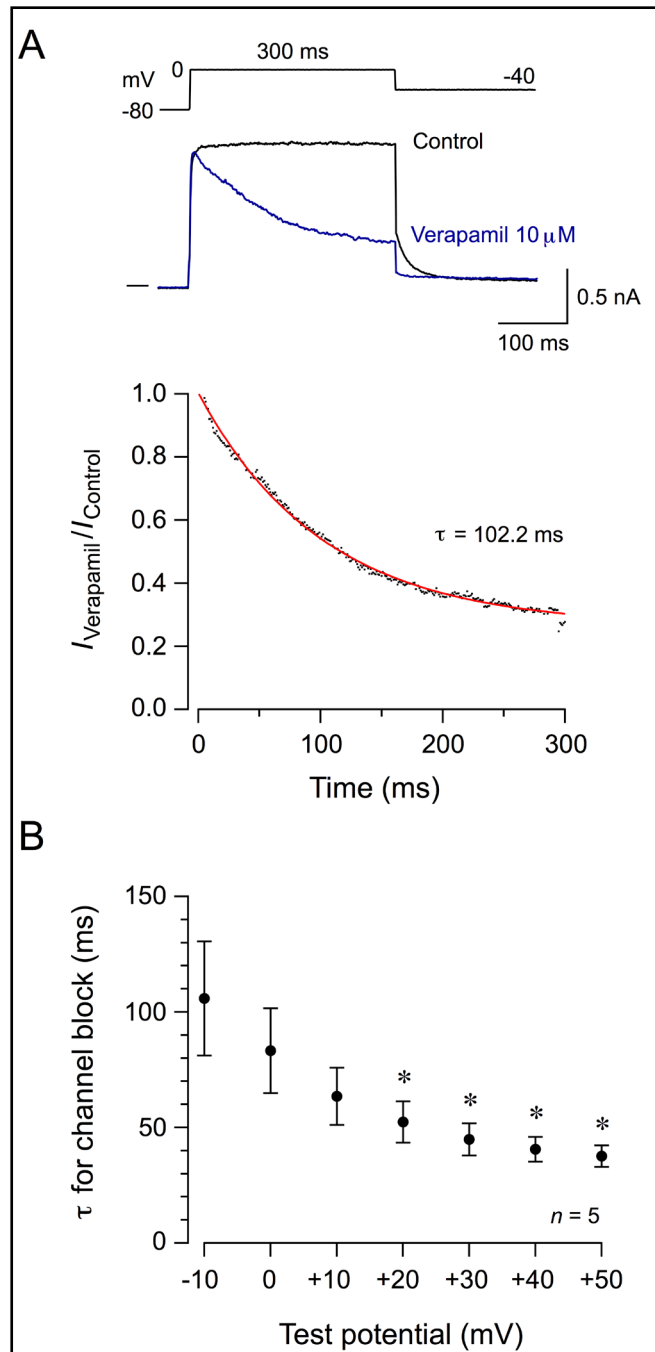 A
300 ms
mV
0
-40
-80
Control
Verapamil 10 μM
0.5 nA
100 ms
1.0
0.8
0.6
0.4
0.2
0.0
I Verapamil / I Control
τ = 102.2 ms
0 100 200 300
Time (ms)
B
150
100
50
0
τ for channel block (ms)
* * * *
n = 5
-10 0 +10 +20 +30 +40 +50
Test potential (mV)